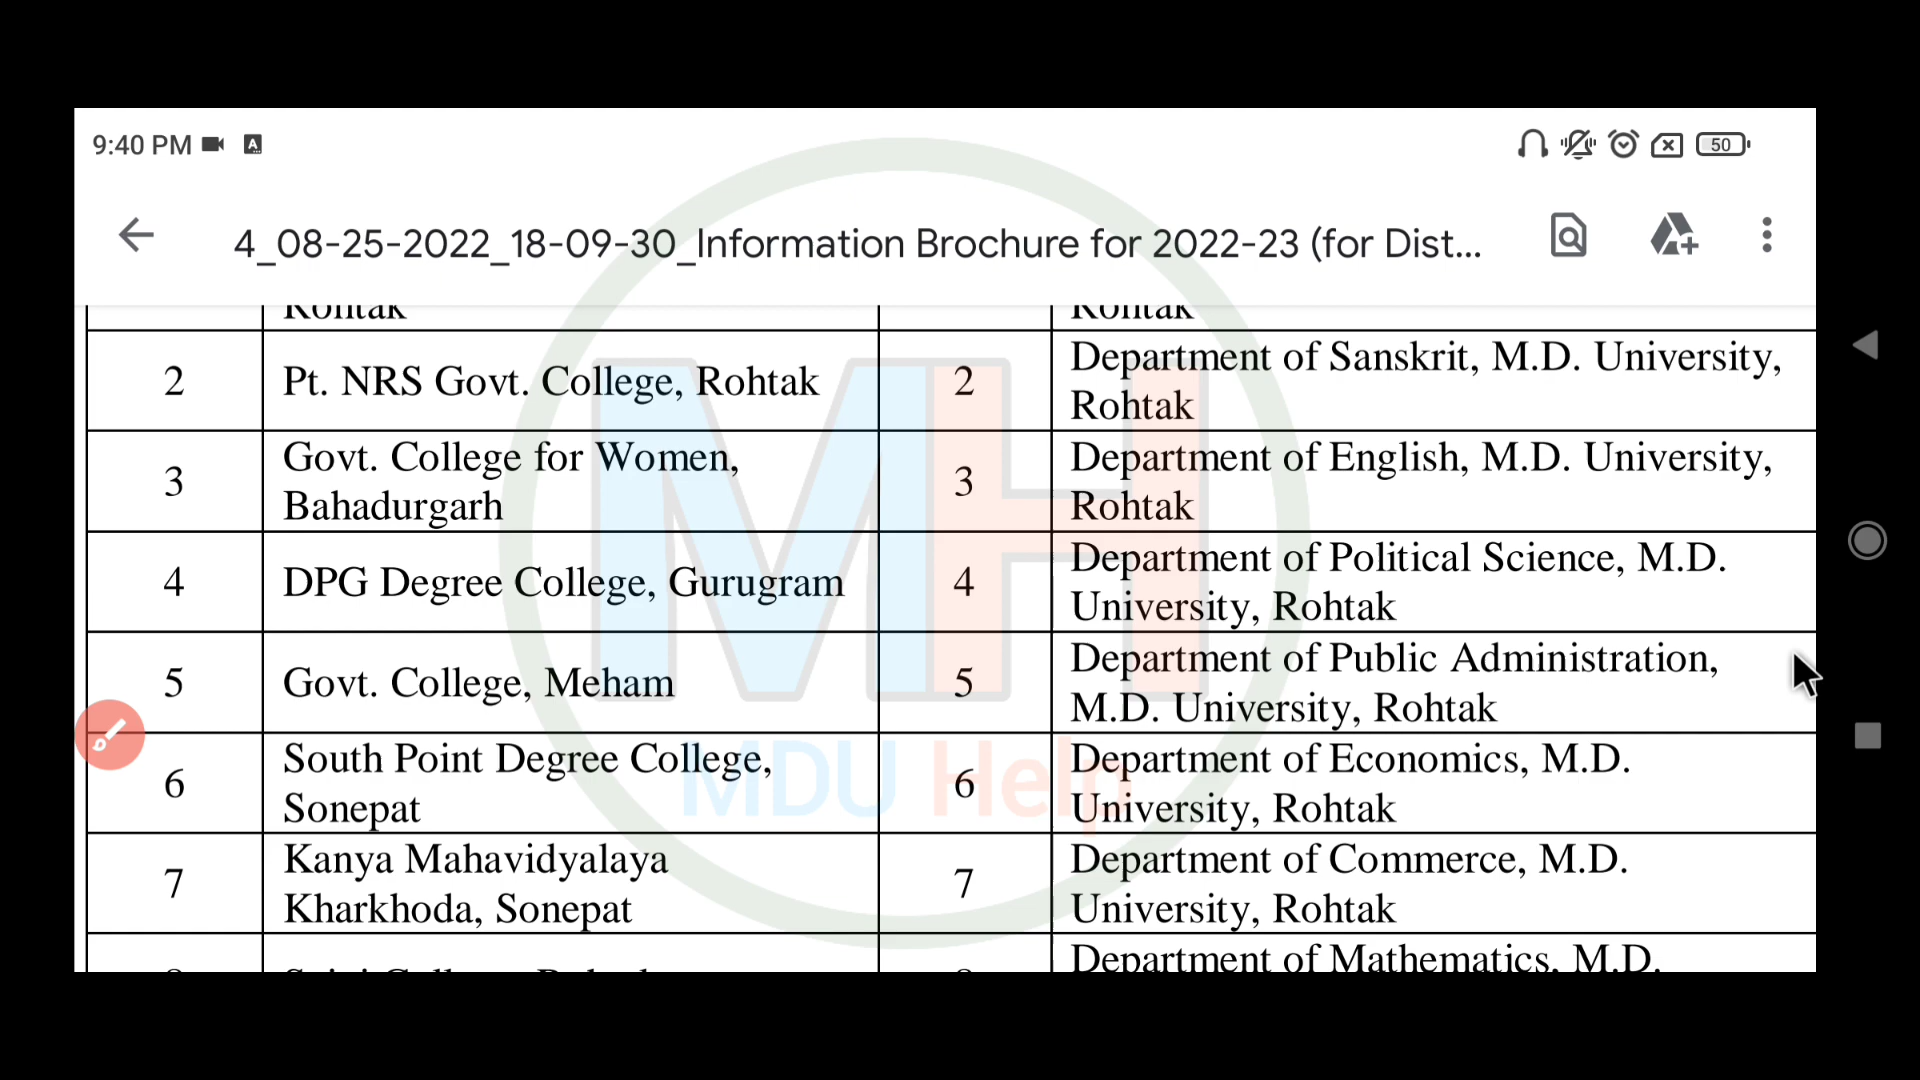 9:40 PM
50
4_08-25-2022_18-09-30_Information Brochure for 2022-23 (for Dist...
Rohtak
Rohtak
2
Pt. NRS Govt. College, Rohtak
2
Department of Sanskrit, M.D. University,
Rohtak
3
Govt. College for Women,
Bahadurgarh
3
Department of English, M.D. University,
Rohtak
4
DPG Degree College, Gurugram
4
Department of Political Science, M.D.
University, Rohtak
5
Govt. College, Meham
5
Department of Public Administration,
M.D. University, Rohtak
6
South Point Degree College,
Sonepat
6
Department of Economics, M.D.
University, Rohtak
7
Kanya Mahavidyalaya
Kharkhoda, Sonepat
7
Department of Commerce, M.D.
University, Rohtak
Department of Mathematics, M.D.
MH
MDU Help